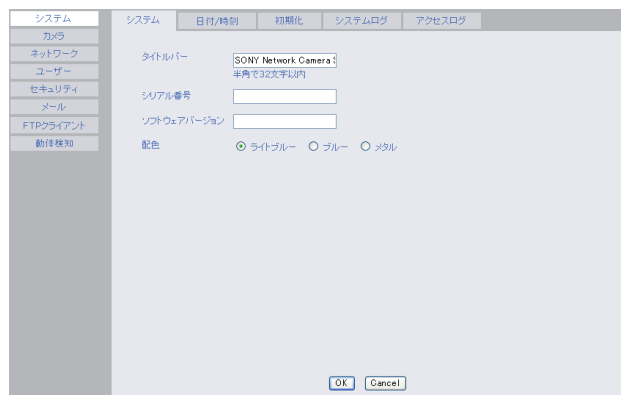 システム
カメラ
ネットワーク
ユーザー
セキュリティ
メール
FTPクライアント
動体検知
システム
日付/時刻
初期化
システムログ
アクセスログ
タイトルバー
SONY Network Camera
半角で32文字以内
シリアル番号
ソフトウェアバージョン
配色
ライトブルー ブルー メタル
OK Cancel